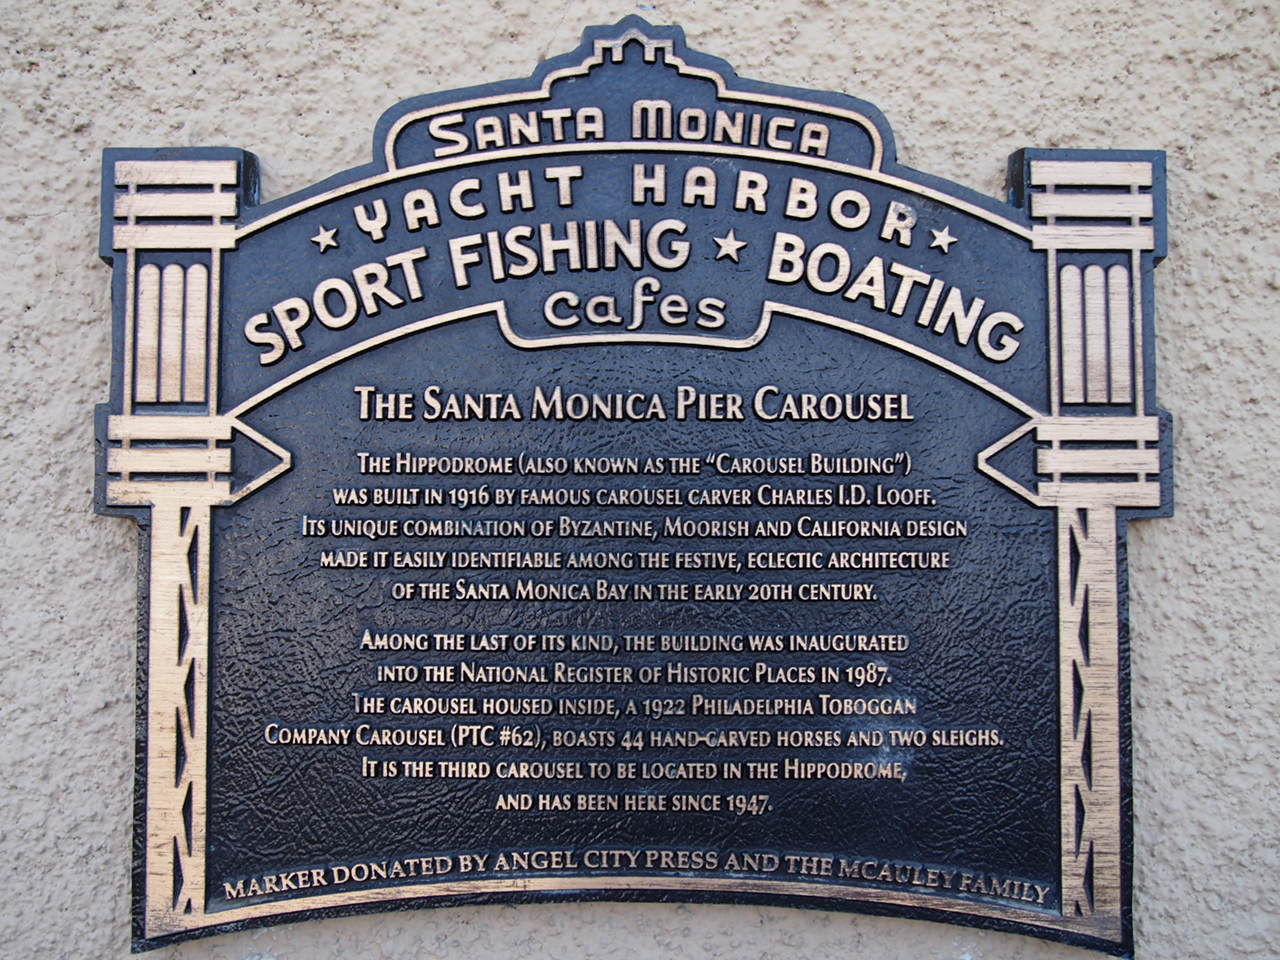 SANTA MONICA
YACHT HARBOR
SPORT FISHING ★ BOATING
cafes
THE SANTA MONICA PIER CAROUSEL
THE HIPPODROME (ALSO KNOWN AS THE "CAROUSEL BUILDING")
WAS BUILT IN 1916 BY FAMOUS CAROUSEL CARVER CHARLES I.D. LOOFF.
ITS UNIQUE COMBINATION OF BYZANTINE, MOORISH AND CALIFORNIA DESIGN
MADE IT EASILY IDENTIFIABLE AMONG THE FESTIVE, ECLECTIC ARCHITECTURE
OF THE SANTA MONICA BAY IN THE EARLY 20TH CENTURY.
AMONG THE LAST OF ITS KIND, THE BUILDING WAS INAUGURATED
INTO THE NATIONAL REGISTER OF HISTORIC PLACES IN 1987.
THE CAROUSEL HOUSED INSIDE, A 1922 PHILADELPHIA TOBOGGAN
COMPANY CAROUSEL (PTC #62), BOASTS 44 HAND-CARVED HORSES AND TWO SLEIGHS.
IT IS THE THIRD CAROUSEL TO BE LOCATED IN THE HIPPODROME,
AND HAS BEEN HERE SINCE 1947.
MARKER DONATED BY ANGEL CITY PRESS AND THE MCAULEY FAMILY